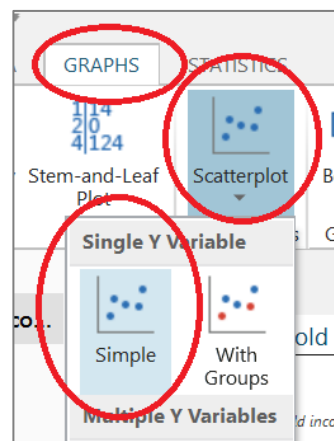 GRAPHS STATISTICS
1 14
2 0
4 124
Stem-and-Leaf
Plot
Scatterplot
Single Y Variable
Simple
With
Groups
old
Multiple Y Variables